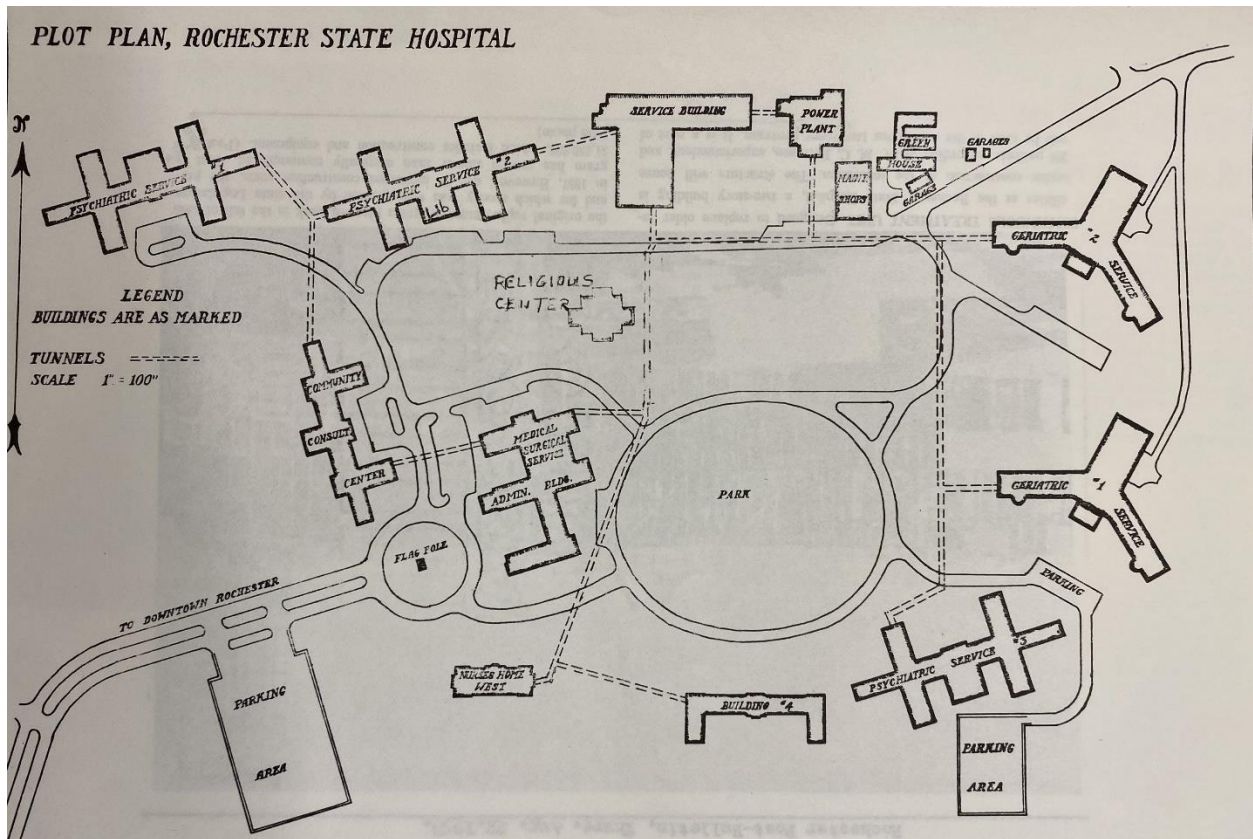 PLOT PLAN, ROCHESTER STATE HOSPITAL
N
PSYCHIATRIC SERVICE #1
PSYCHIATRIC SERVICE #2
Lib
SERVICE BUILDING
POWER
PLANT
MAINT.
SHOPS
GREEN
HOUSE
GARAGE
GARAGES
GERIATRIC #2
SERVICE
RELIGIOUS
CENTER
LEGEND
BUILDINGS ARE AS MARKED
TUNNELS
SCALE 1" = 100"
COMMUNITY
CONSULT.
CENTER
MEDICAL
SURGICAL
SERVICE
ADMIN. BLDG.
PARK
GERIATRIC #1
SERVICE
FLAG POLE
TO DOWNTOWN ROCHESTER
PARKING
AREA
NURSES HOME
WEST
BUILDING #4
PSYCHIATRIC SERVICE #3
PARKING
PARKING
AREA